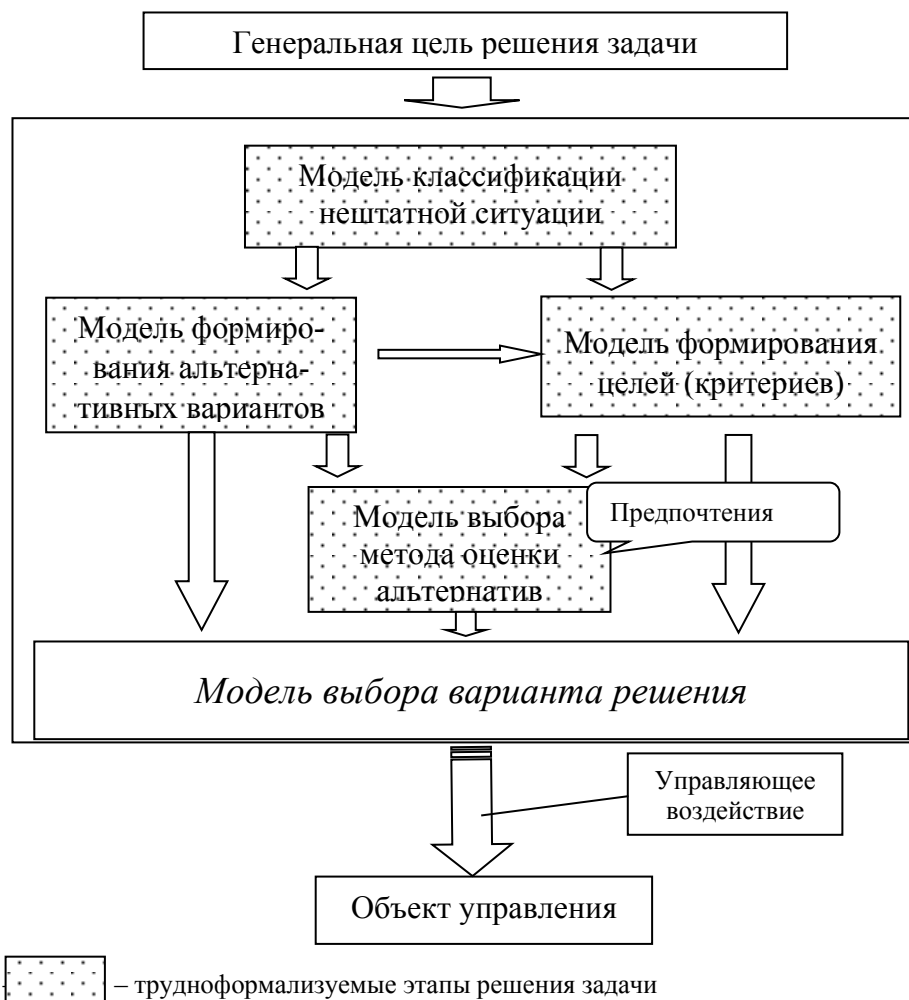 Генеральная цель решения задачи
Модель классификации
нештатной ситуации
Модель формиро-
вания альтерна-
тивных вариантов
Модель формирования
целей (критериев)
Модель выбора
метода оценки
альтернатив
Предпочтения
Модель выбора варианта решения
Управляющее
воздействие
Объект управления
– трудноформализуемые этапы решения задачи